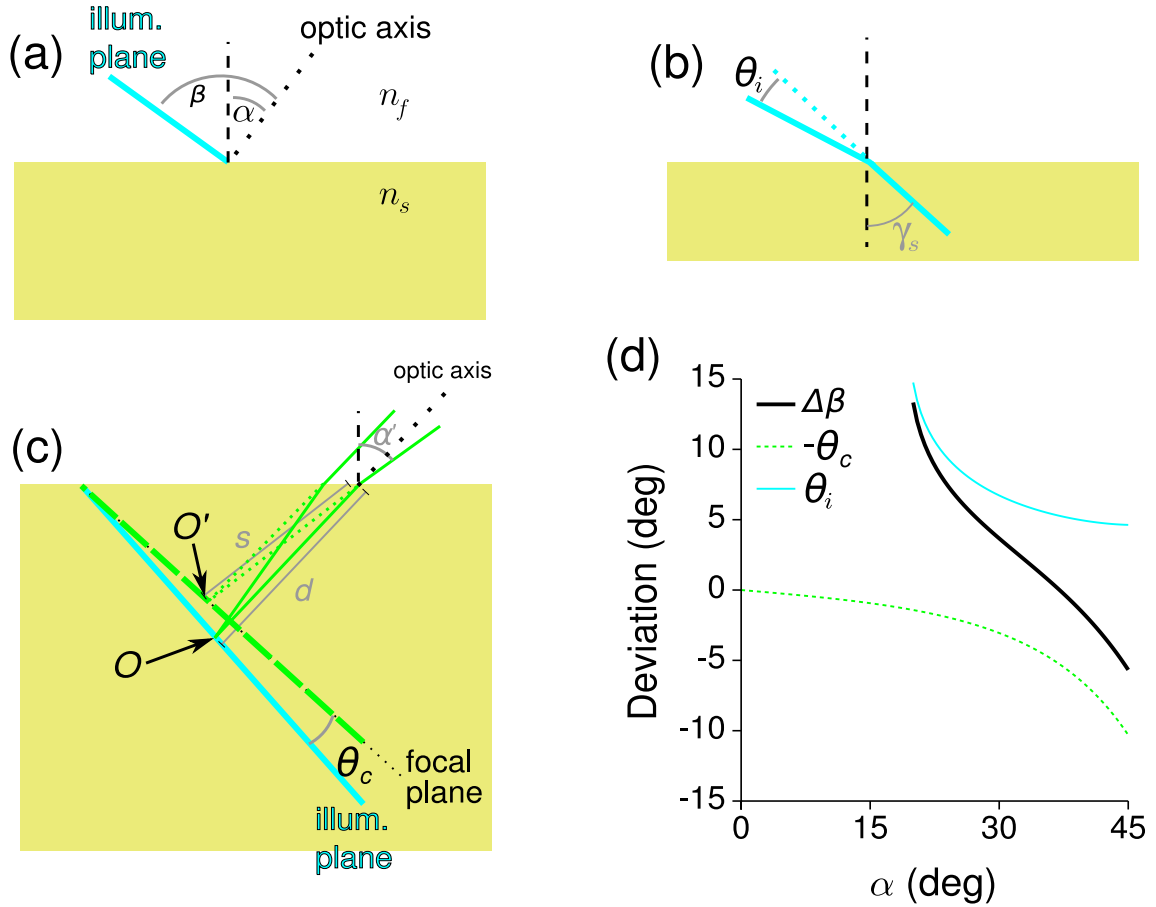 (a)
illum.
plane
optic axis
β
α
n_f
n_s
(b)
θ_i
γ_s
(c)
optic axis
α'
O'
s
d
O
θ_c
focal
plane
illum.
plane
(d)
Deviation (deg)
15
10
5
0
-5
-10
-15
Δβ
-θ_c
θ_i
0
15
30
45
α (deg)